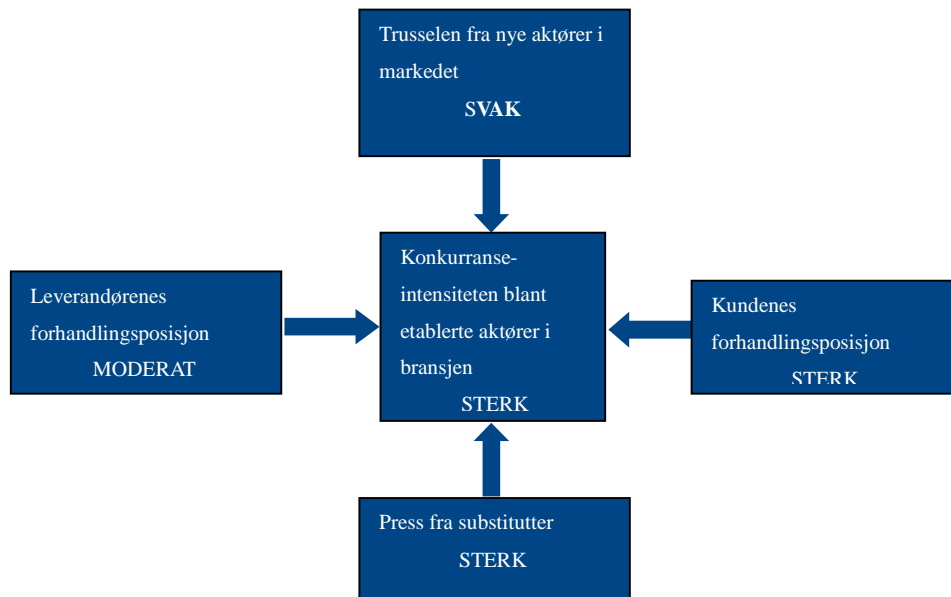 Trusselen fra nye aktører i
markedet
SVAK
Konkurranse-
intensiteten blant
etablerte aktører i
bransjen
STERK
Leverandørenes
forhandlingsposisjon
MODERAT
Kundenes
forhandlingsposisjon
STERK
Press fra substitutter
STERK